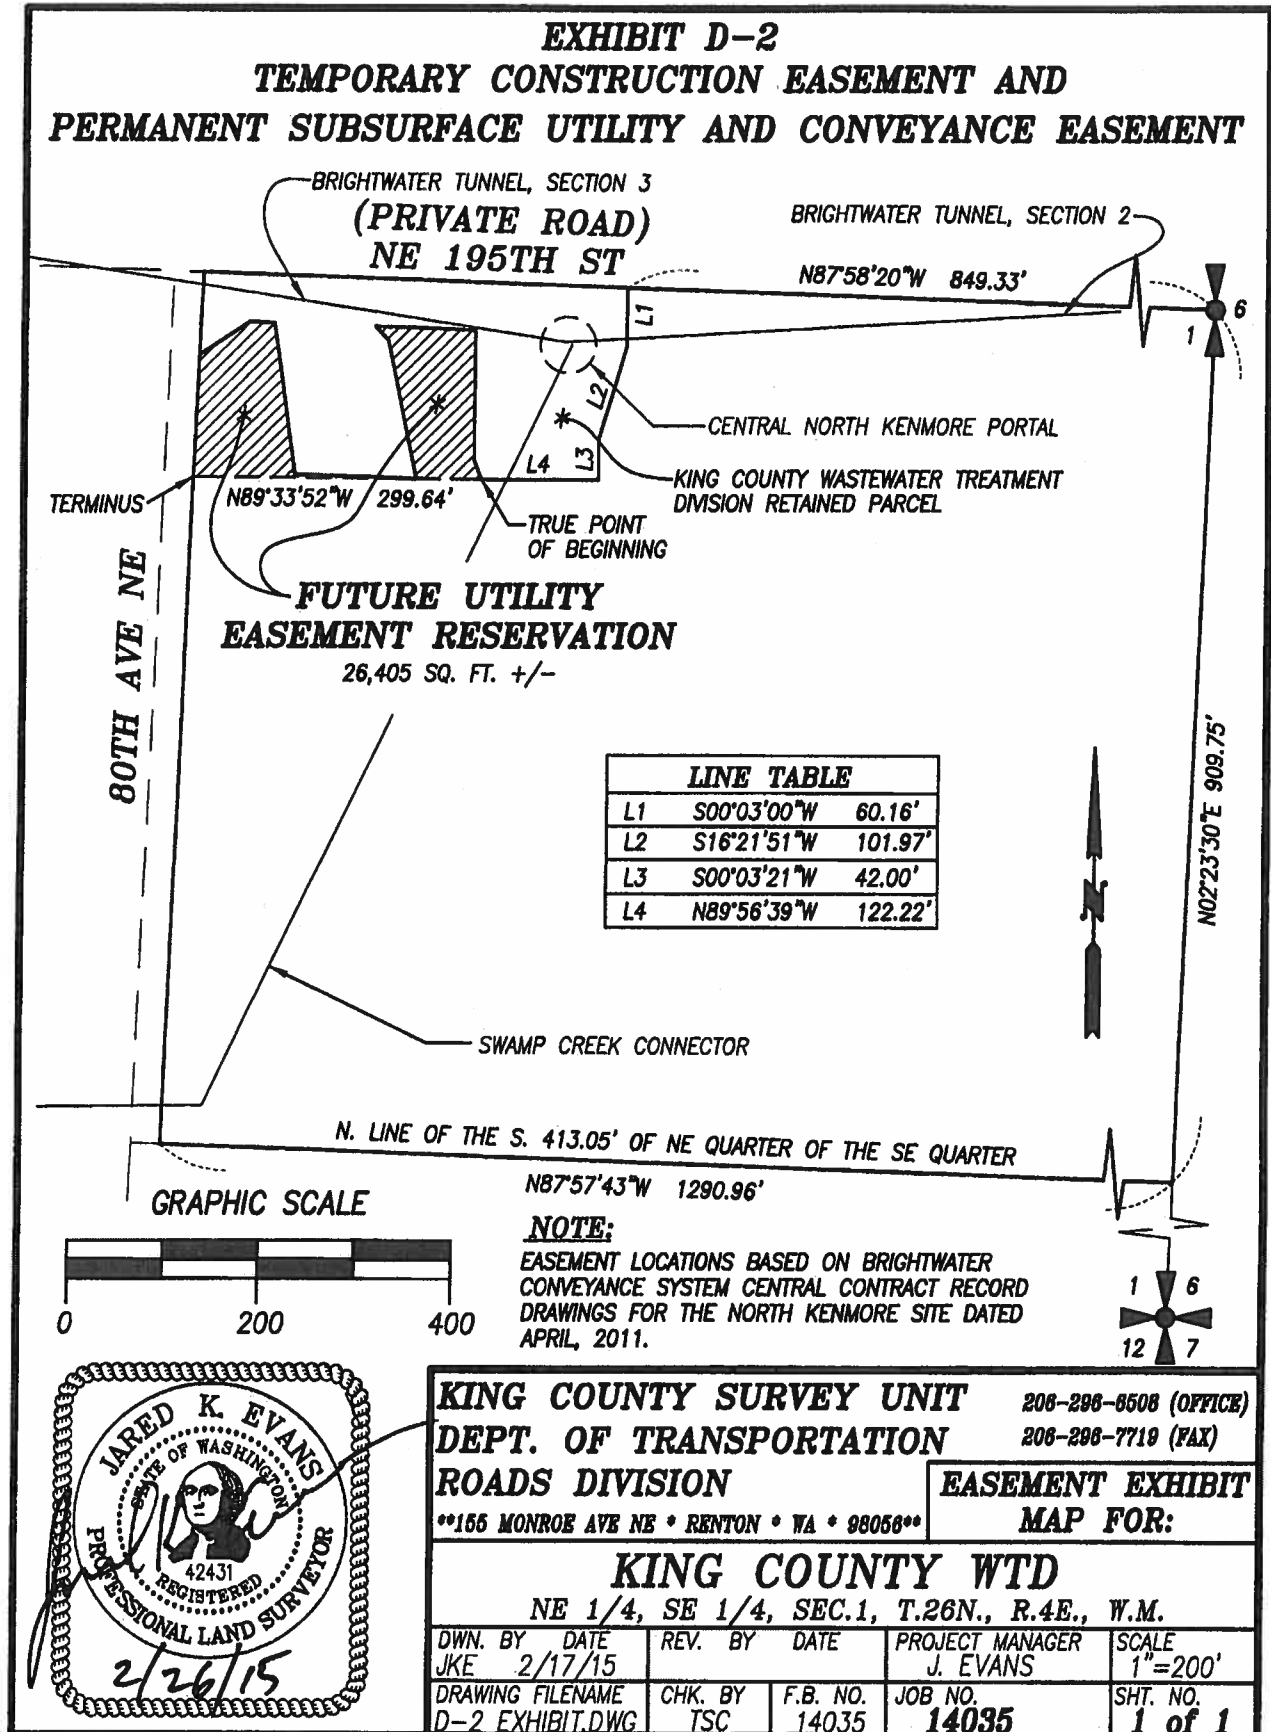 EXHIBIT D-2
TEMPORARY CONSTRUCTION EASEMENT AND
PERMANENT SUBSURFACE UTILITY AND CONVEYANCE EASEMENT
BRIGHTWATER TUNNEL, SECTION 3
(PRIVATE ROAD)
NE 195TH ST
BRIGHTWATER TUNNEL, SECTION 2
N87°58'20"W 849.33'
6
1
L1
L2
L3
L4
CENTRAL NORTH KENMORE PORTAL
KING COUNTY WASTEWATER TREATMENT
DIVISION RETAINED PARCEL
TERMINUS
N89°33'52"W 299.64'
TRUE POINT
OF BEGINNING
FUTURE UTILITY
EASEMENT RESERVATION
26,405 SQ. FT. +/-
80TH AVE NE
LINE TABLE
L1 S00°03'00"W 60.16'
L2 S16°21'51"W 101.97'
L3 S00°03'21"W 42.00'
L4 N89°56'39"W 122.22'
N
N02°23'30"E 909.75'
SWAMP CREEK CONNECTOR
N. LINE OF THE S. 413.05' OF NE QUARTER OF THE SE QUARTER
N87°57'43"W 1290.96'
GRAPHIC SCALE
0 200 400
NOTE:
EASEMENT LOCATIONS BASED ON BRIGHTWATER
CONVEYANCE SYSTEM CENTRAL CONTRACT RECORD
DRAWINGS FOR THE NORTH KENMORE SITE DATED
APRIL, 2011.
1 6
12 7
JARED K. EVANS
STATE OF WASHINGTON
42431
REGISTERED
PROFESSIONAL LAND SURVEYOR
2/26/15
KING COUNTY SURVEY UNIT 206-296-6508 (OFFICE)
DEPT. OF TRANSPORTATION 206-296-7719 (FAX)
ROADS DIVISION
**155 MONROE AVE NE * RENTON * WA * 98056**
EASEMENT EXHIBIT
MAP FOR:
KING COUNTY WTD
NE 1/4, SE 1/4, SEC.1, T.26N., R.4E., W.M.
DWN. BY DATE REV. BY DATE PROJECT MANAGER SCALE
JKE 2/17/15 J. EVANS 1"=200'
DRAWING FILENAME CHK. BY F.B. NO. JOB NO. SHT. NO.
D-2 EXHIBIT.DWG TSC 14035 14035 1 of 1